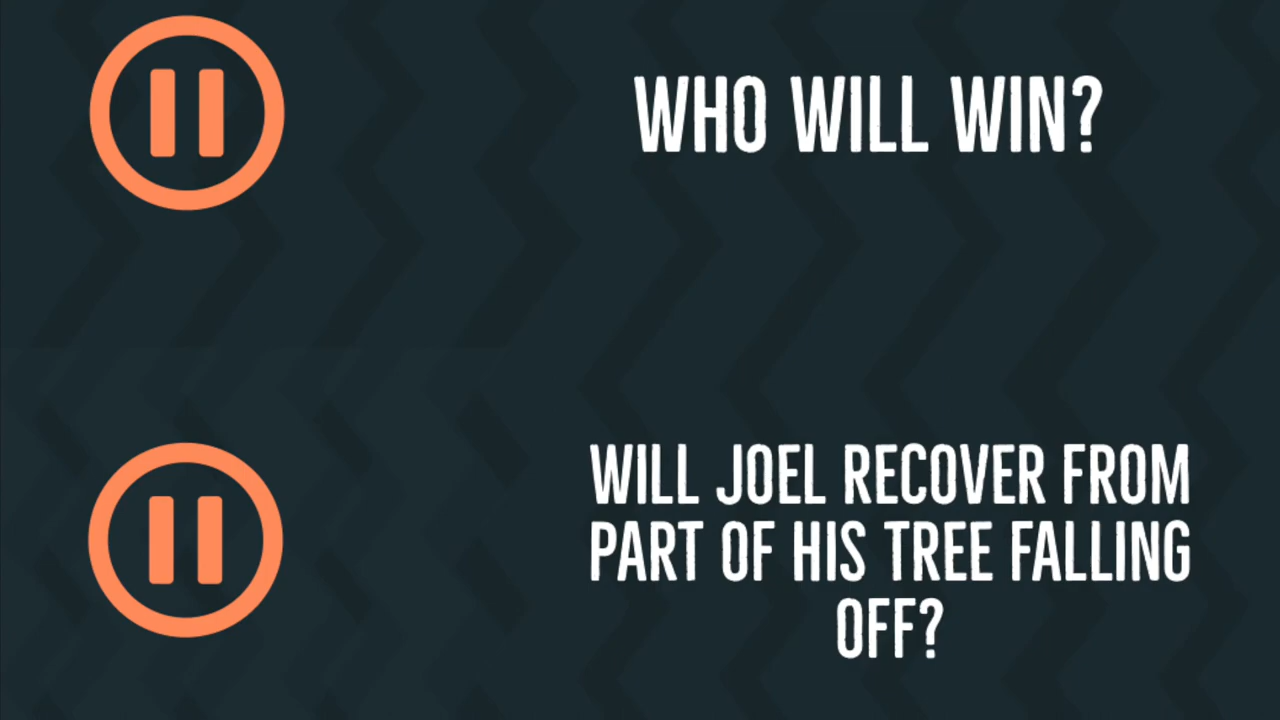 WHO WILL WIN?
WILL JOEL RECOVER FROM
PART OF HIS TREE FALLING
OFF?